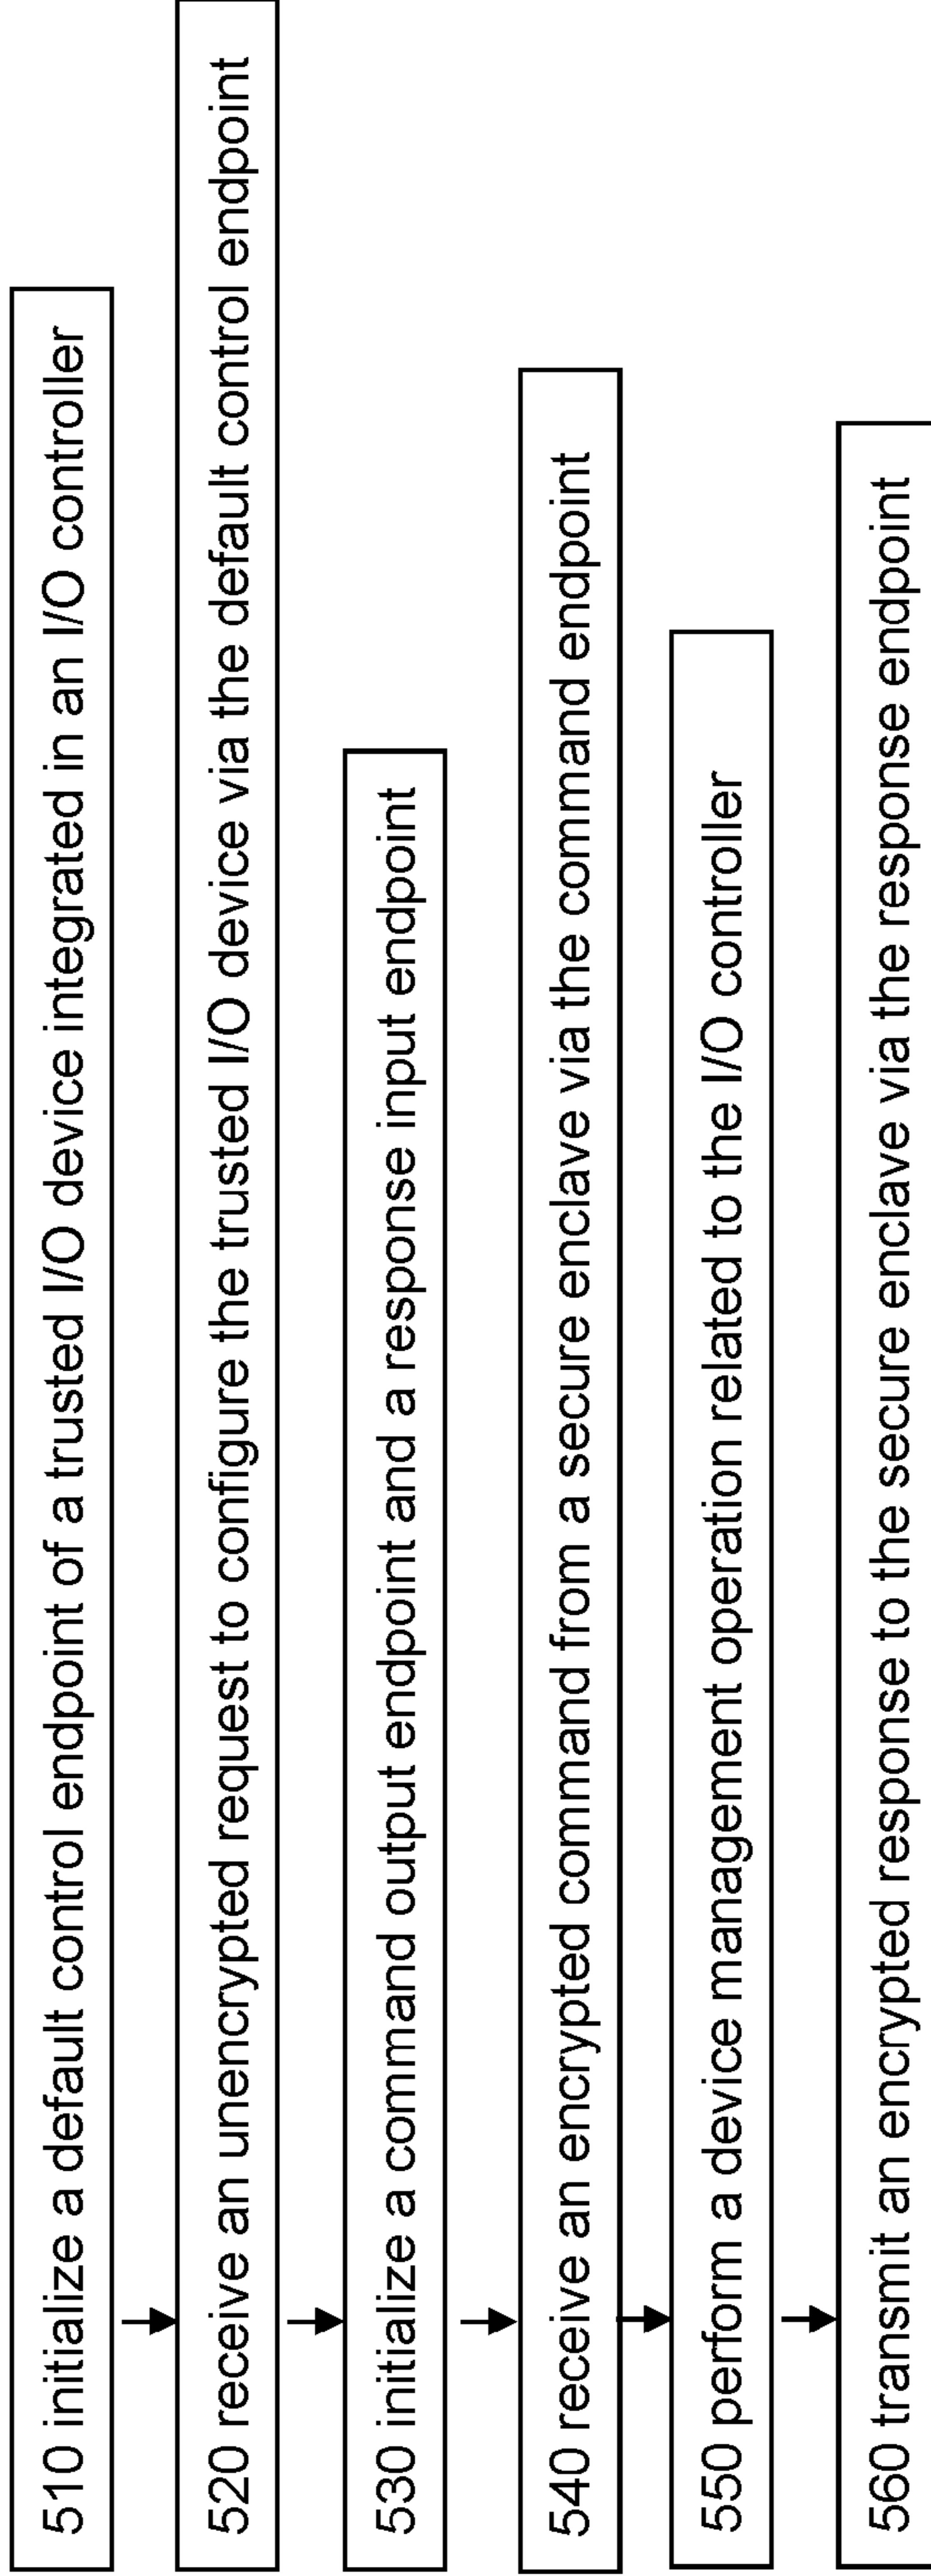 510 initialize a default control endpoint of a trusted I/O device integrated in an I/O controller
520 receive an unencrypted request to configure the trusted I/O device via the default control endpoint
530 initialize a command output endpoint and a response input endpoint
540 receive an encrypted command from a secure enclave via the command endpoint
550 perform a device management operation related to the I/O controller
560 transmit an encrypted response to the secure enclave via the response endpoint